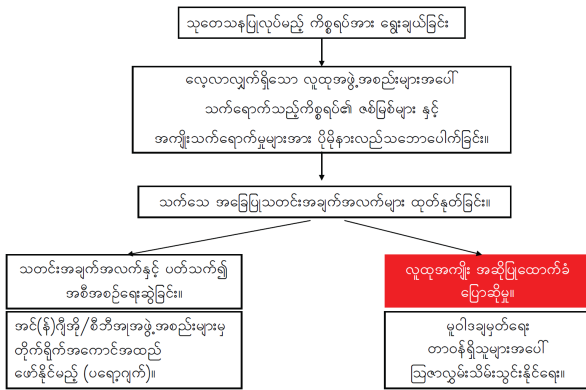 သုတေသနပြုလုပ်မည့် ကိစ္စရပ်အား ရွေးချယ်ခြင်း
လေ့လာလျှက်ရှိသော လူထုအဖွဲ့အစည်းများအပေါ်
သက်ရောက်သည့်ကိစ္စရပ်၏ ဇစ်မြစ်များ နှင့်
အကျိုးသက်ရောက်မှုများအား ပိုမိုနားလည်သဘောပေါက်ခြင်း။
သက်သေ အခြေပြုသတင်းအချက်အလက်များ ထုတ်နုတ်ခြင်း။
သတင်းအချက်အလက်နှင့် ပတ်သက်၍
အစီအစဉ်ရေးဆွဲခြင်း။
အင်(န်)ဂျီအို/စီဘီအုအဖွဲ့အစည်းများမှ
တိုက်ရိုက်အကောင်အထည်
ဖော်နိုင်မည့် (ပရော့ဂျက်)။
လူထုအကျိုး အဆိုပြုထောက်ခံ
ပြောဆိုမှု။
မူဝါဒချမှတ်ရေး
တာဝန်ရှိသူများအပေါ်
သြဇာလွှမ်းသိမ်းသွင်းနိုင်ရေး။